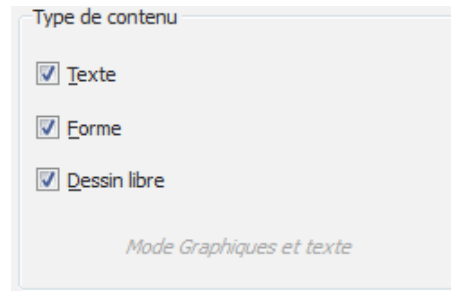 Type de contenu
Texte
Forme
Dessin libre
Mode Graphiques et texte